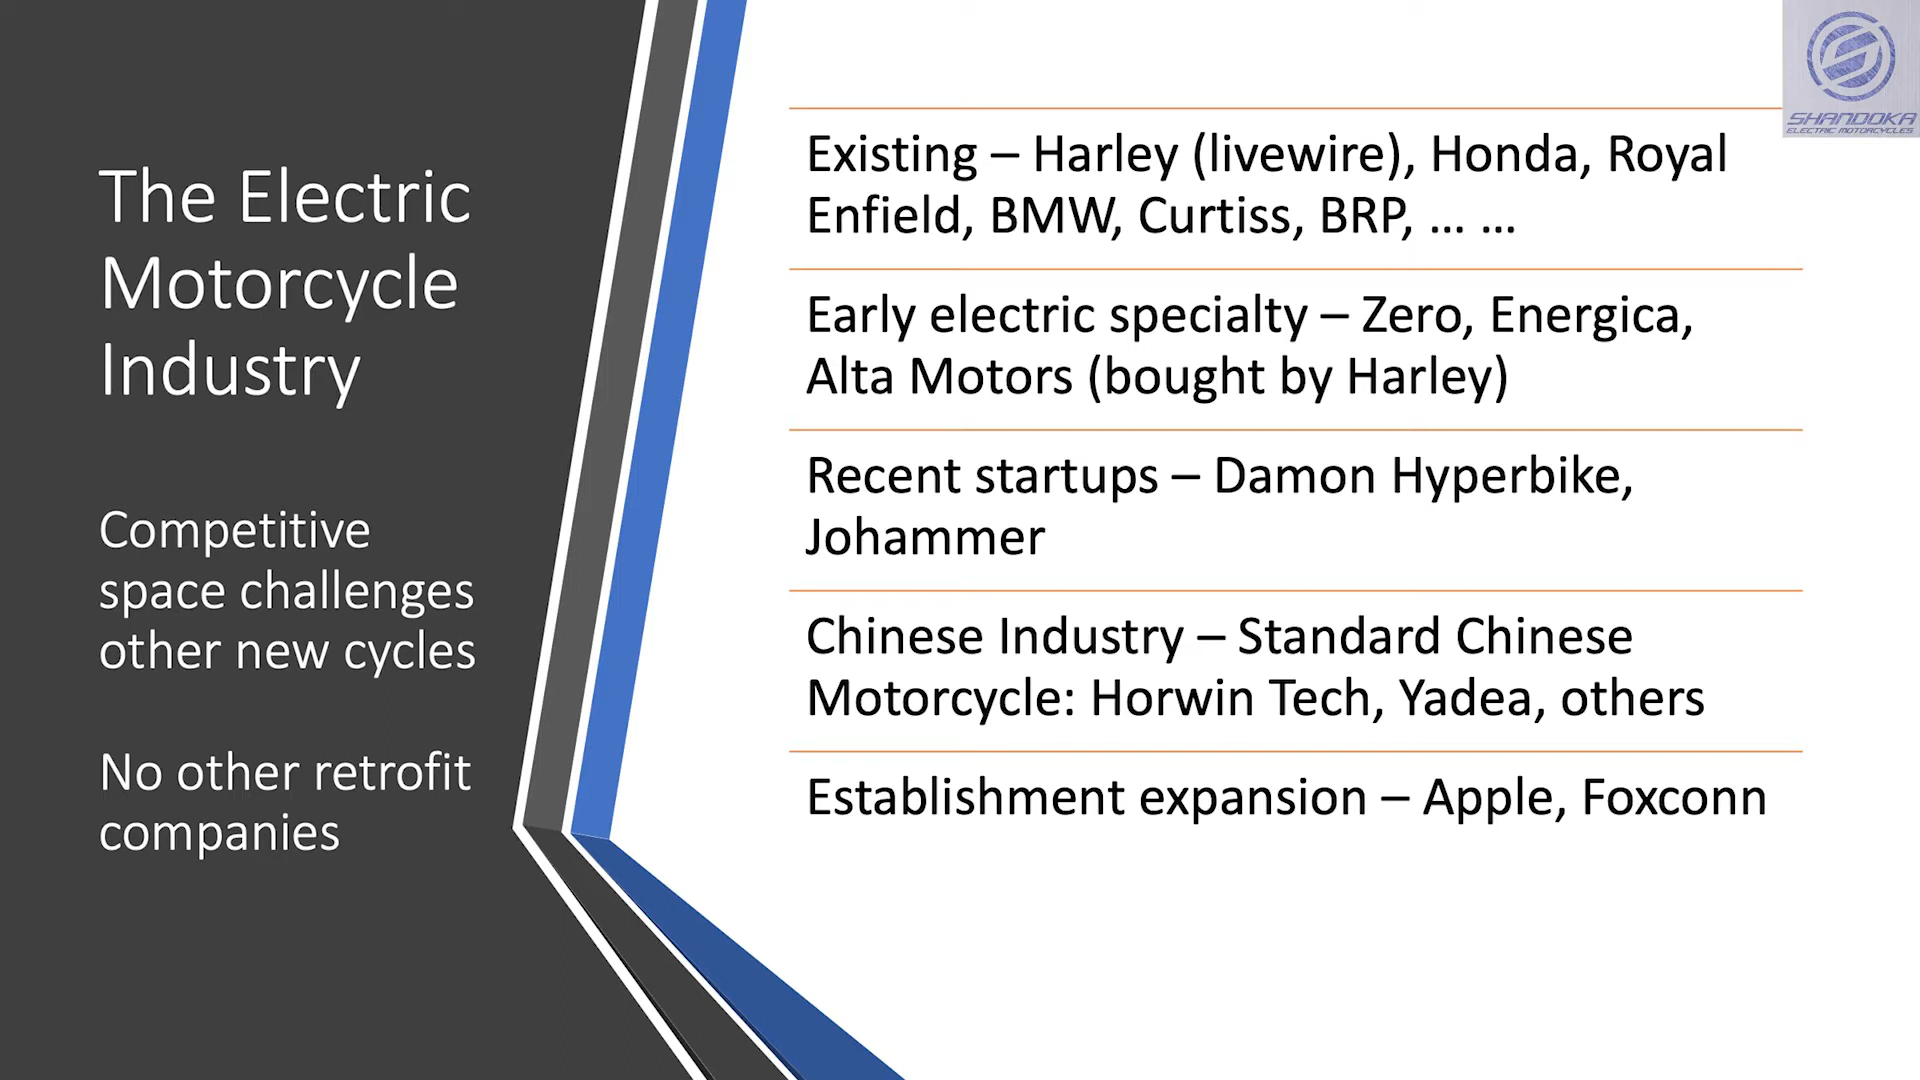 The Electric
Motorcycle
Industry
Competitive
space challenges
other new cycles
No other retrofit
companies
SHANDOKA
ELECTRIC MOTORCYCLES
Existing – Harley (livewire), Honda, Royal
Enfield, BMW, Curtiss, BRP, ... ...
Early electric specialty – Zero, Energica,
Alta Motors (bought by Harley)
Recent startups – Damon Hyperbike,
Johammer
Chinese Industry – Standard Chinese
Motorcycle: Horwin Tech, Yadea, others
Establishment expansion – Apple, Foxconn